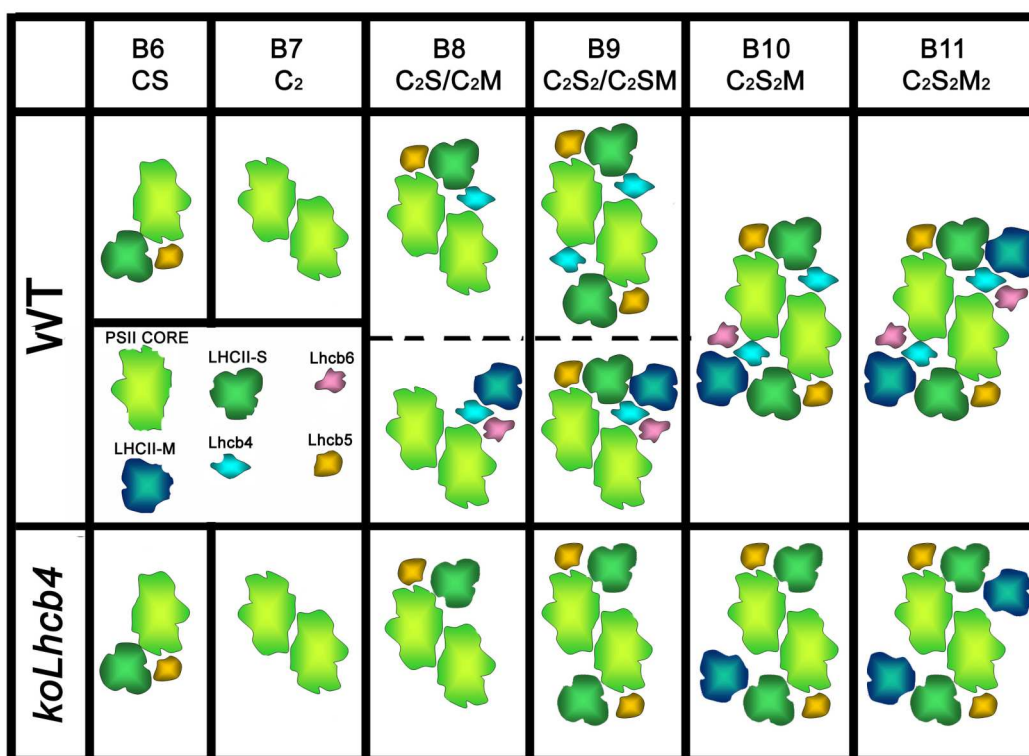 B6 B7 B8 B9 B10 B11
CS C₂ C₂S/C₂M C₂S₂/C₂SM C₂S₂M C₂S₂M₂
WT
PSII CORE
LHCII-S
Lhcb6
LHCII-M
Lhcb4
Lhcb5
koLhcb4